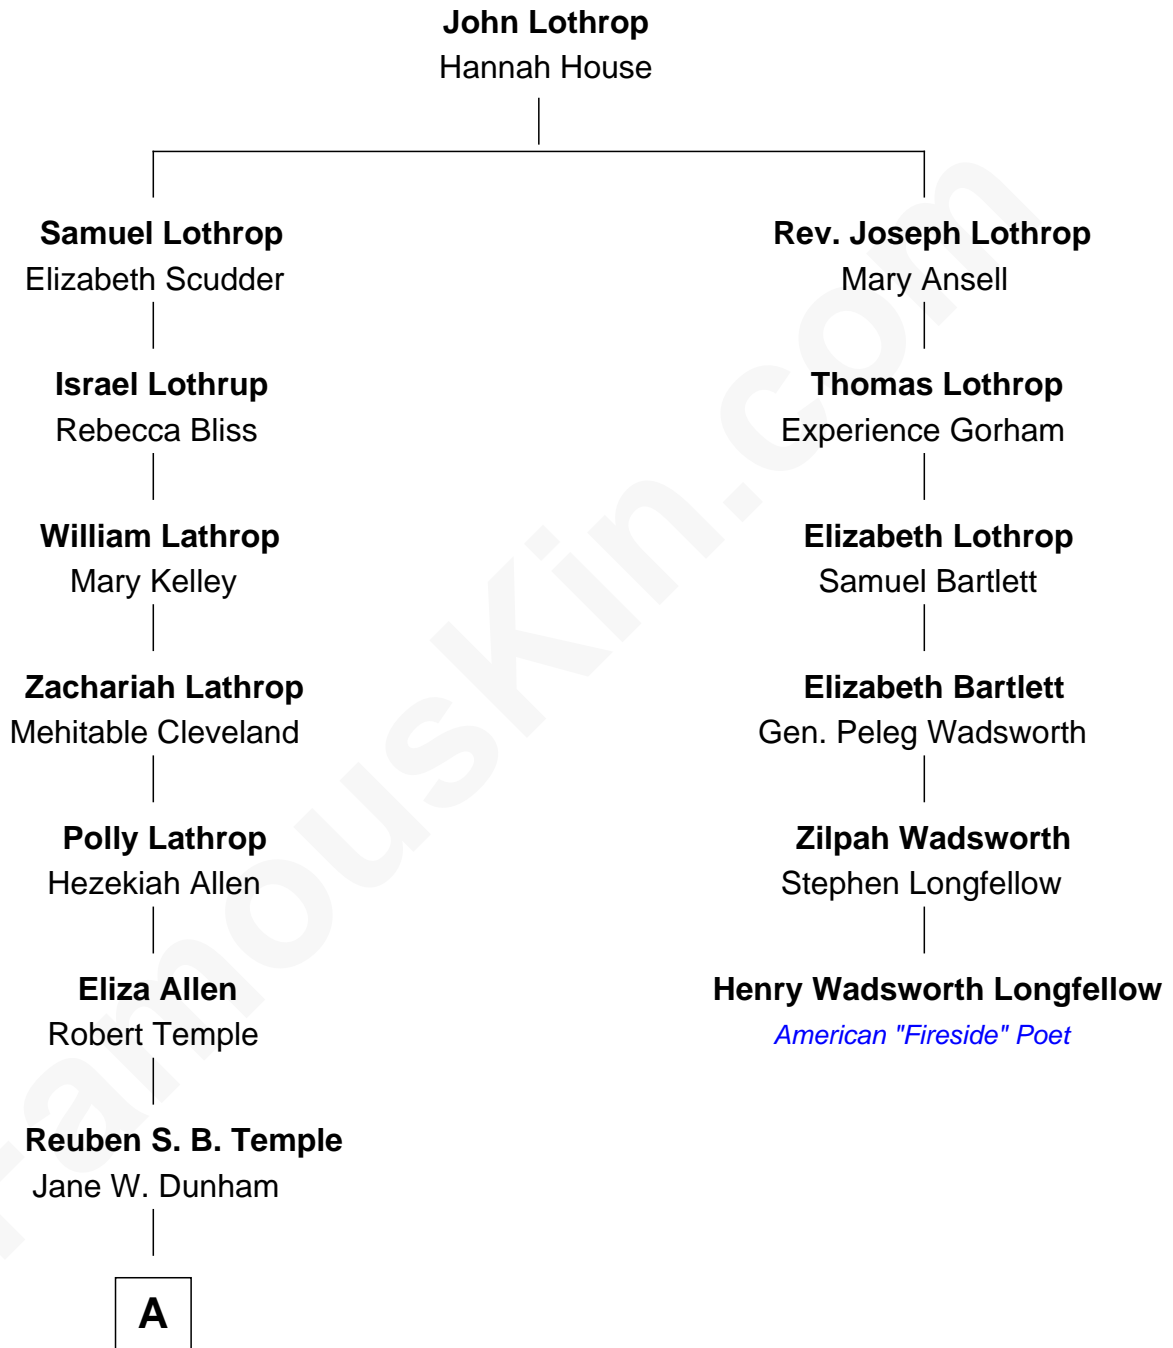 John Lothrop
Hannah House
Samuel Lothrop
Elizabeth Scudder
Rev. Joseph Lothrop
Mary Ansell
Israel Lothrup
Rebecca Bliss
Thomas Lothrop
Experience Gorham
William Lathrop
Mary Kelley
Elizabeth Lothrop
Samuel Bartlett
Zachariah Lathrop
Mehitable Cleveland
Elizabeth Bartlett
Gen. Peleg Wadsworth
Polly Lathrop
Hezekiah Allen
Zilpah Wadsworth
Stephen Longfellow
Eliza Allen
Robert Temple
Henry Wadsworth Longfellow
American "Fireside" Poet
Reuben S. B. Temple
Jane W. Dunham
A
FamousKin.com